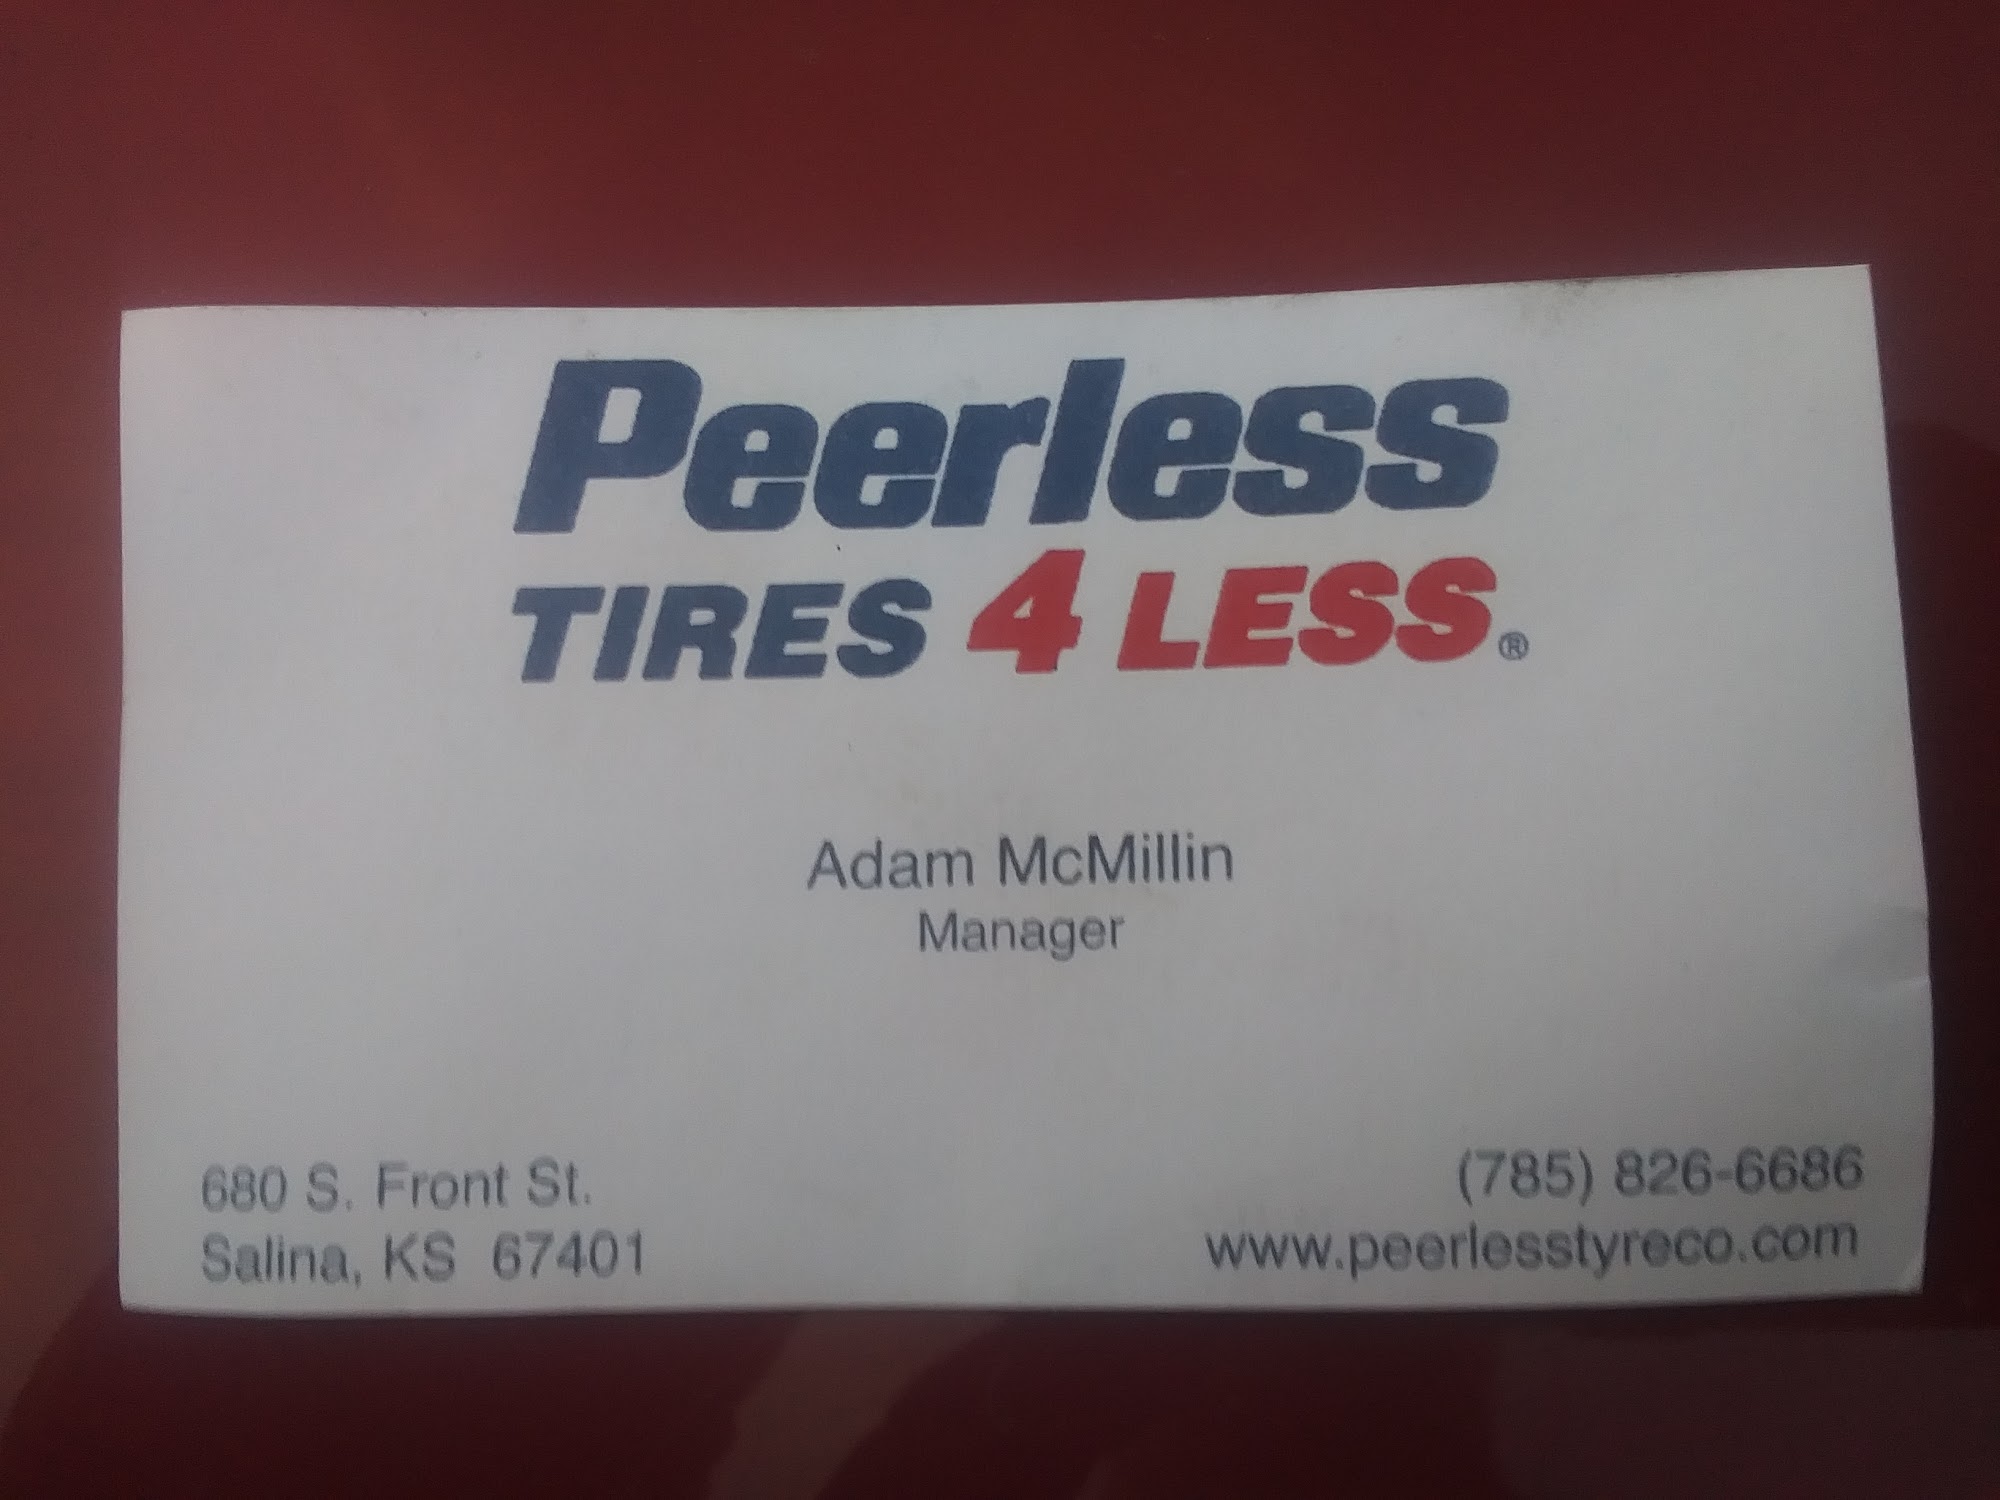 Peerless
TIRES 4 LESS®
Adam McMillin
Manager
680 S. Front St.
Salina, KS 67401
(785) 826-6686
www.peerlesstyreco.com